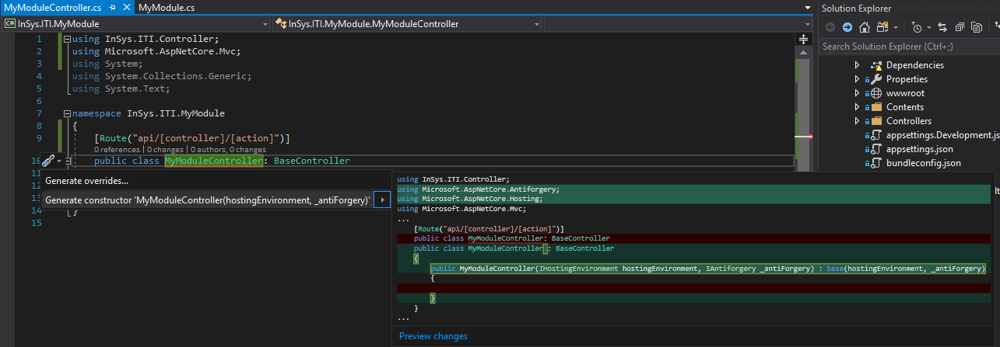 MyModuleController.cs MyModule.cs
InSys.ITI.MyModule InSys.ITI.MyModule.MyModuleController
1 using InSys.ITI.Controller;
2 using Microsoft.AspNetCore.Mvc;
3 using System;
4 using System.Collections.Generic;
5 using System.Text;
6
7 namespace InSys.ITI.MyModule
8 {
9 [Route("api/[controller]/[action]")]
0 references | 0 changes | 0 authors, 0 changes
10 public class MyModuleController: BaseController
11
12
13
14 }
15
Generate overrides...
Generate constructor 'MyModuleController(hostingEnvironment, _antiForgery)'
using InSys.ITI.Controller;
using Microsoft.AspNetCore.Antiforgery;
using Microsoft.AspNetCore.Hosting;
using Microsoft.AspNetCore.Mvc;
...
[Route("api/[controller]/[action]")]
public class MyModuleController: BaseController
public class MyModuleController : BaseController
{
public MyModuleController(IHostingEnvironment hostingEnvironment, IAntiforgery _antiForgery) : base(hostingEnvironment, _antiForgery)
{
}
}
...
Preview changes
Solution Explorer
Search Solution Explorer (Ctrl+;)
Dependencies
Properties
wwwroot
Contents
Controllers
appsettings.Development.js
appsettings.json
bundleconfig.json